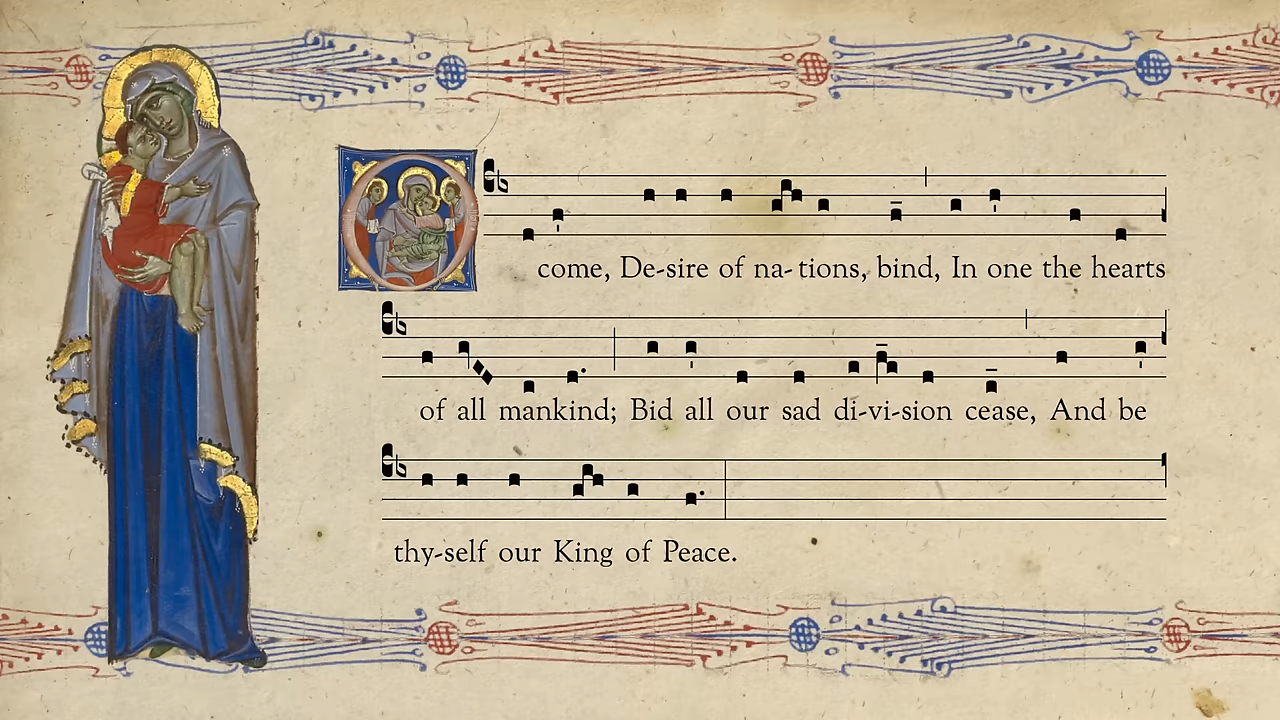 O come, De-sire of na-tions, bind, In one the hearts
of all mankind; Bid all our sad di-vi-sion cease, And be
thy-self our King of Peace.